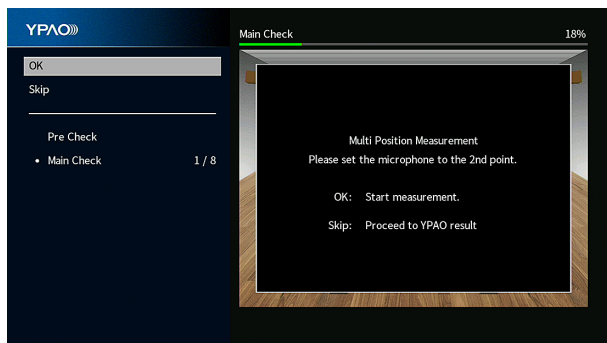 YPAO
OK
Skip
Pre Check
• Main Check 1 / 8
Main Check 18%
Multi Position Measurement
Please set the microphone to the 2nd point.
OK: Start measurement.
Skip: Proceed to YPAO result